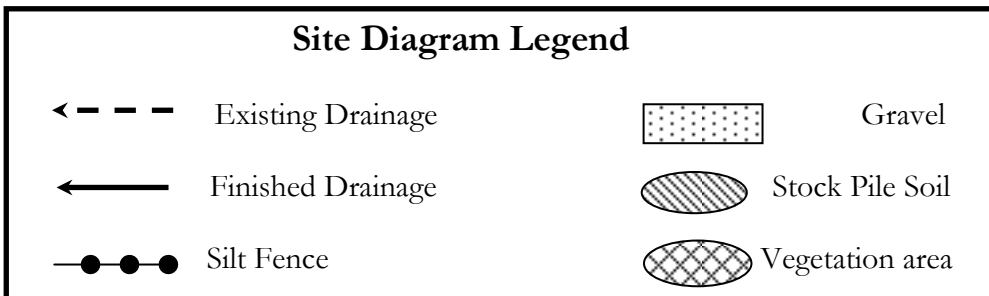 Site Diagram Legend
Existing Drainage
Gravel
Finished Drainage
Stock Pile Soil
Silt Fence
Vegetation area